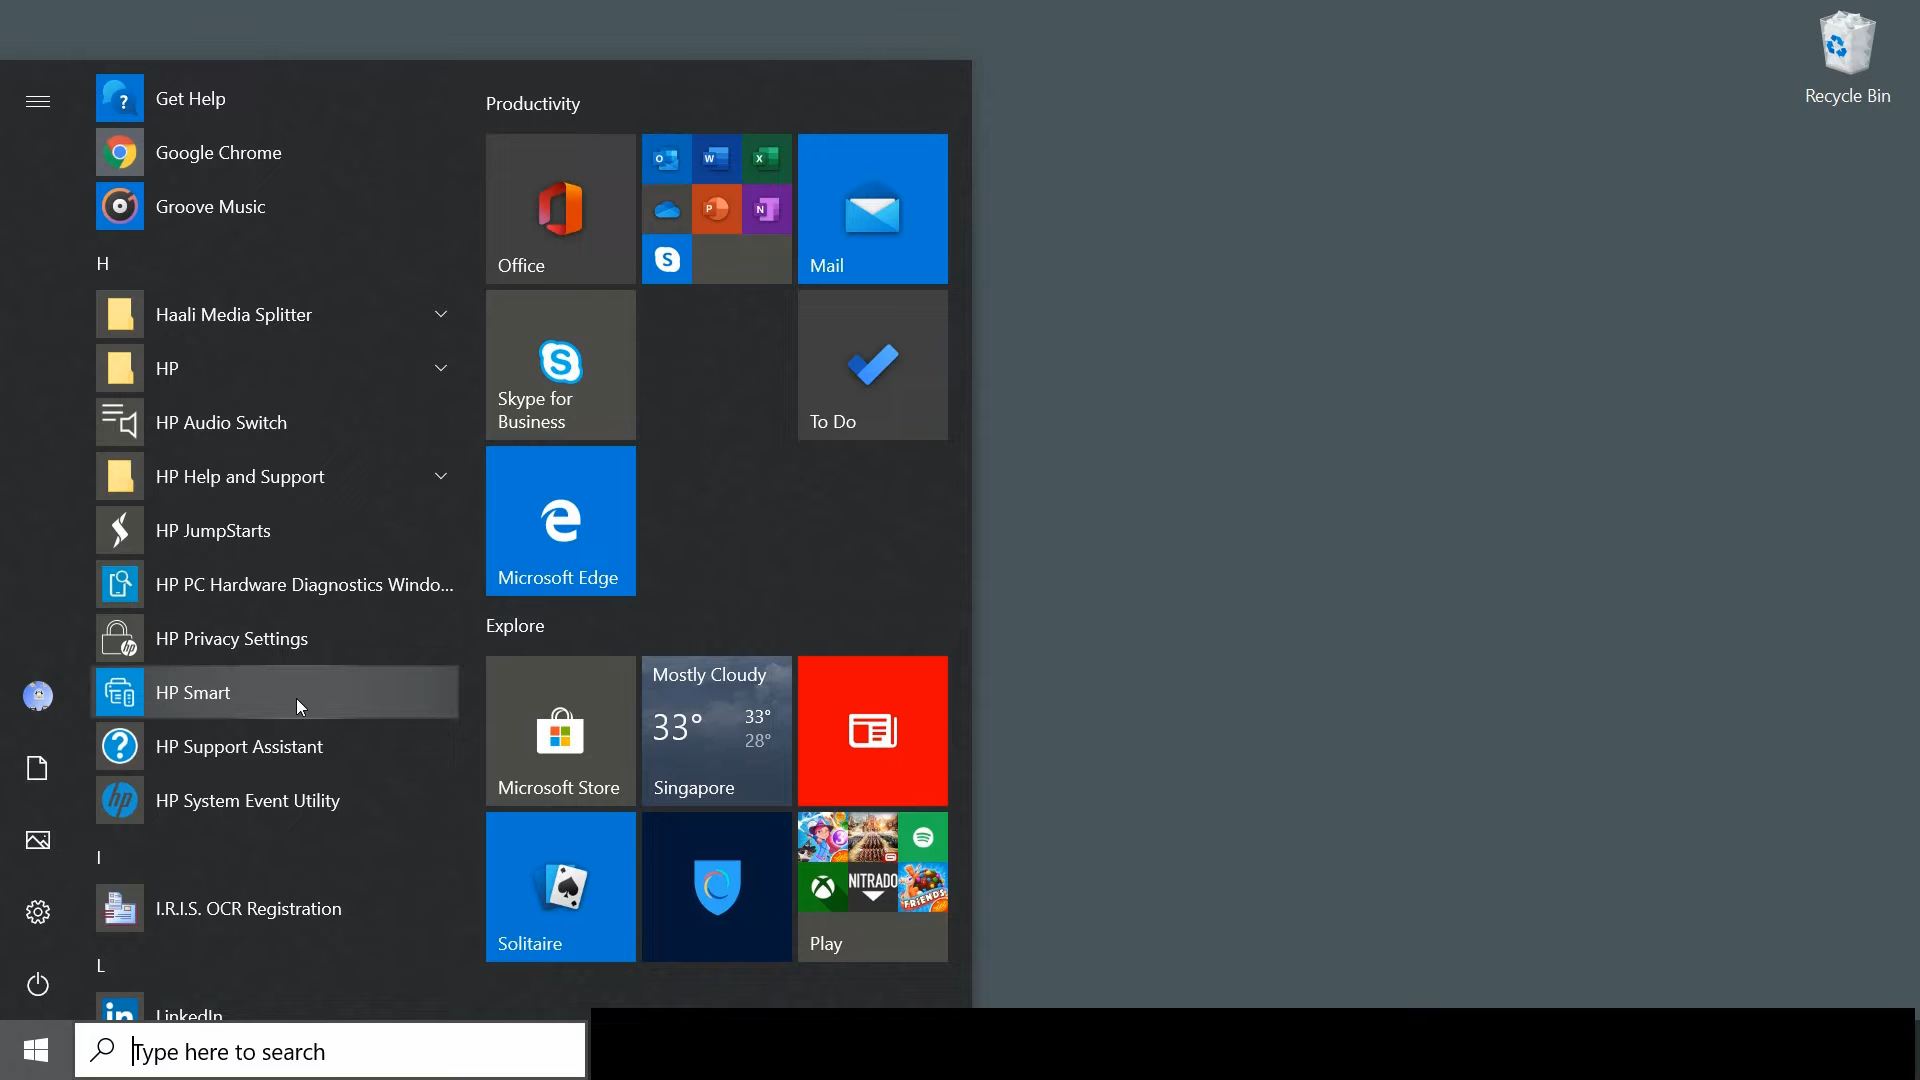 Recycle Bin
Get Help
Google Chrome
Groove Music
H
Haali Media Splitter
HP
HP Audio Switch
HP Help and Support
HP JumpStarts
HP PC Hardware Diagnostics Windo...
HP Privacy Settings
HP Smart
HP Support Assistant
HP System Event Utility
I
I.R.I.S. OCR Registration
L
LinkedIn
Productivity
Office
Mail
Skype for
Business
To Do
Microsoft Edge
Explore
Microsoft Store
Mostly Cloudy
33°
33°
28°
Singapore
Solitaire
NITRADO
FRIENDS
Play
Type here to search